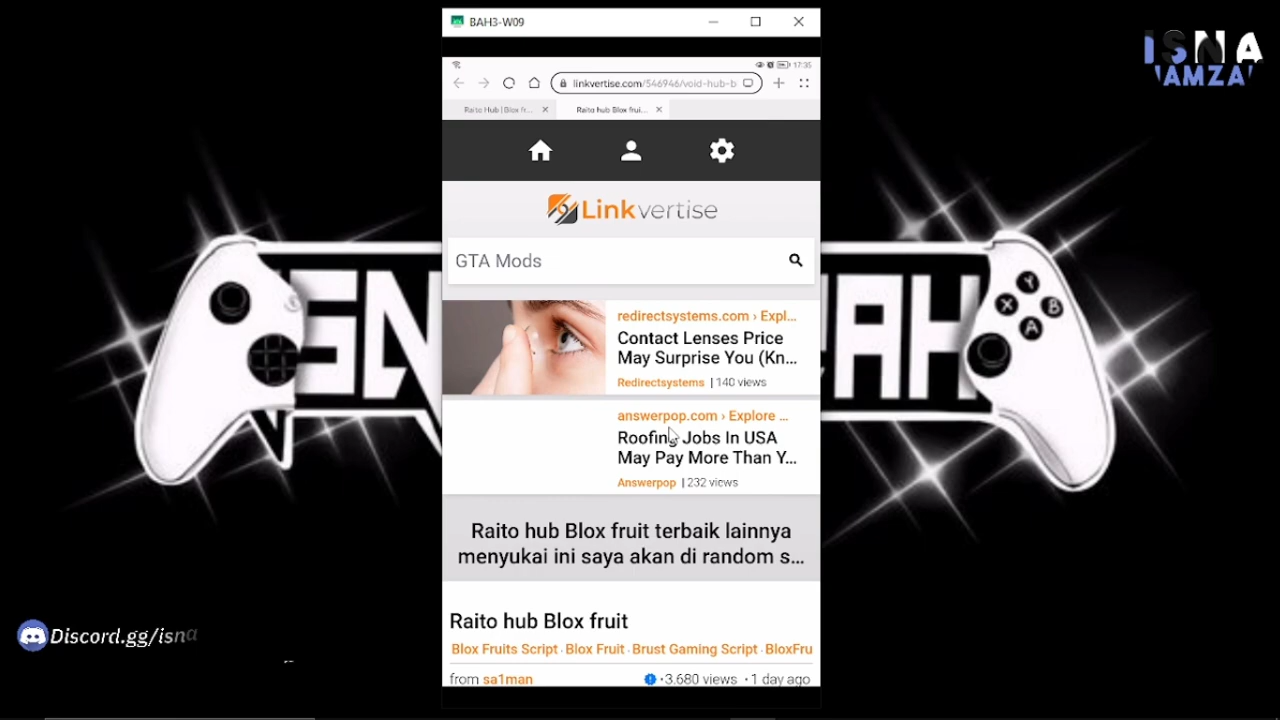 BAH3-W09
ISNA
HAMZAH
17:35
linkvertise.com/546946/void-hub-b
Raito Hub | Blox fr...
Raito hub Blox frui...
Linkvertise
GTA Mods
redirectsystems.com › Expl...
Contact Lenses Price
May Surprise You (Kn...
Redirectsystems | 140 views
answerpop.com › Explore ...
Roofing Jobs In USA
May Pay More Than Y...
Answerpop | 232 views
Raito hub Blox fruit terbaik lainnya
menyukai ini saya akan di random s...
Raito hub Blox fruit
Blox Fruits Script · Blox Fruit · Brust Gaming Script · BloxFru
from sa1man
3.680 views · 1 day ago
Discord.gg/isna
Y
X
B
A